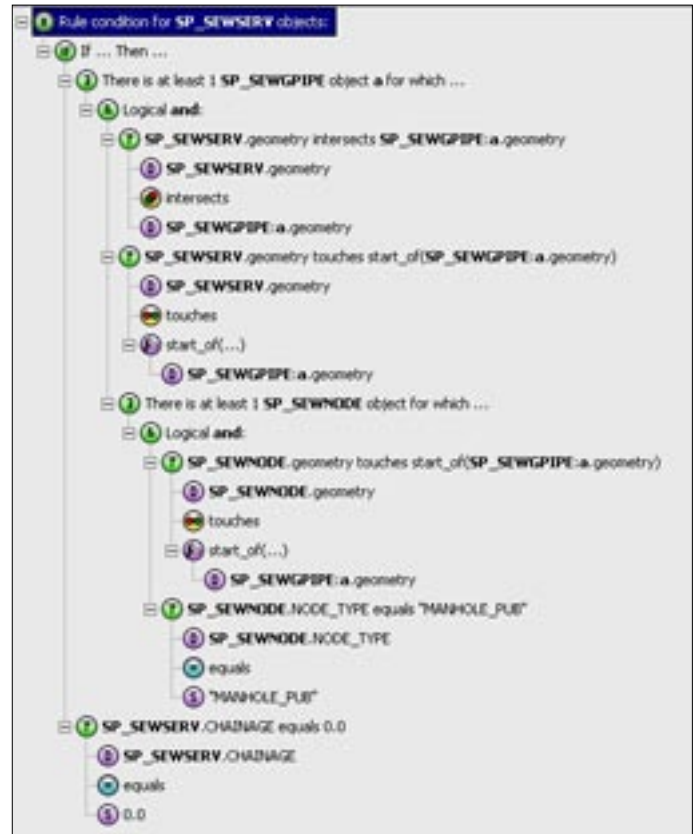 Rule condition for SP_SEWSERV objects:
If ... Then ...
There is at least 1 SP_SEWGPIPE object a for which ...
Logical and:
SP_SEWSERV.geometry intersects SP_SEWGPIPE:a.geometry
SP_SEWSERV.geometry
intersects
SP_SEWGPIPE:a.geometry
SP_SEWSERV.geometry touches start_of(SP_SEWGPIPE:a.geometry)
SP_SEWSERV.geometry
touches
start_of(...)
SP_SEWGPIPE:a.geometry
There is at least 1 SP_SEWNODE object for which ...
Logical and:
SP_SEWNODE.geometry touches start_of(SP_SEWGPIPE:a.geometry)
SP_SEWNODE.geometry
touches
start_of(...)
SP_SEWGPIPE:a.geometry
SP_SEWNODE.NODE_TYPE equals "MANHOLE_PUB"
SP_SEWNODE.NODE_TYPE
equals
"MANHOLE_PUB"
SP_SEWSERV.CHAINAGE equals 0.0
SP_SEWSERV.CHAINAGE
equals
0.0